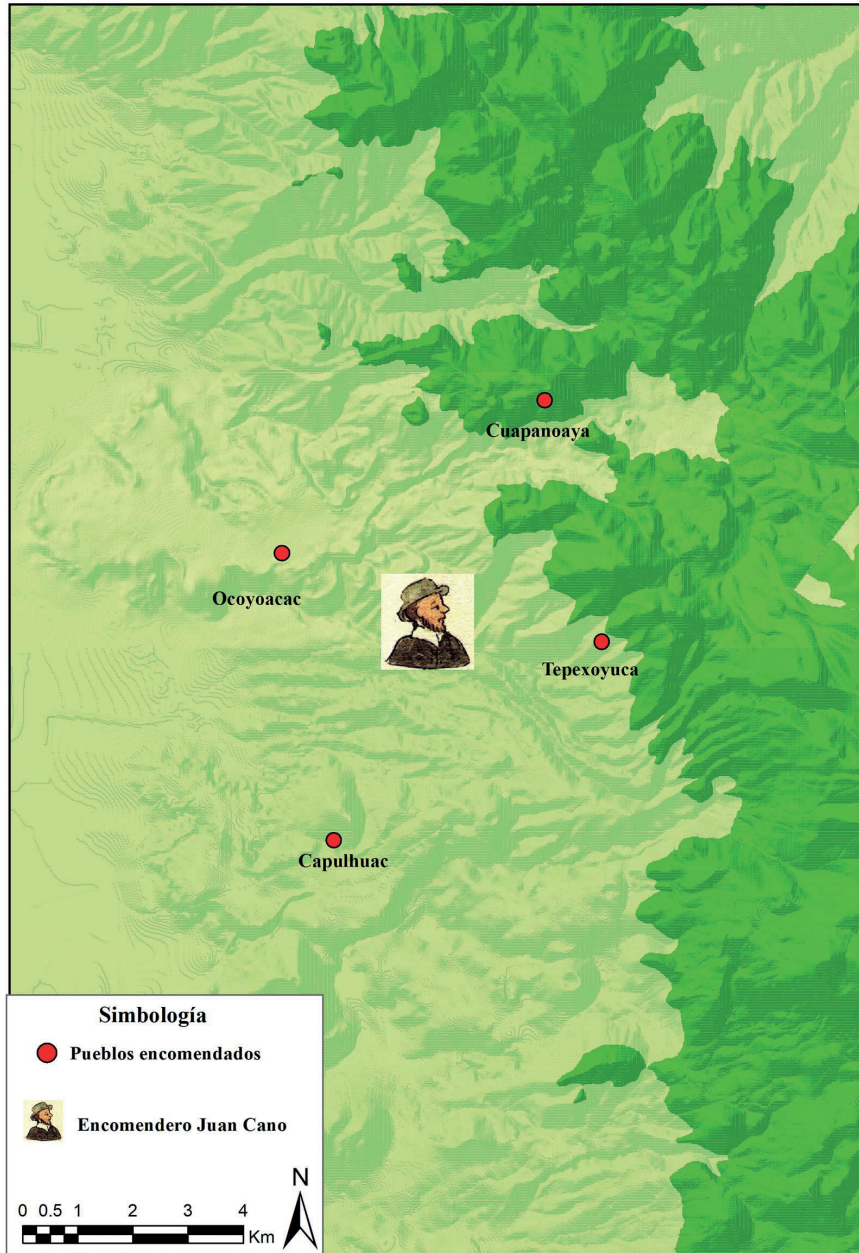 Cuapanoaya
Ocoyoacac
Tepexoyuca
Capulhuac
Simbología
Pueblos encomendados
Encomendero Juan Cano
N
0 0.5 1 2 3 4
Km